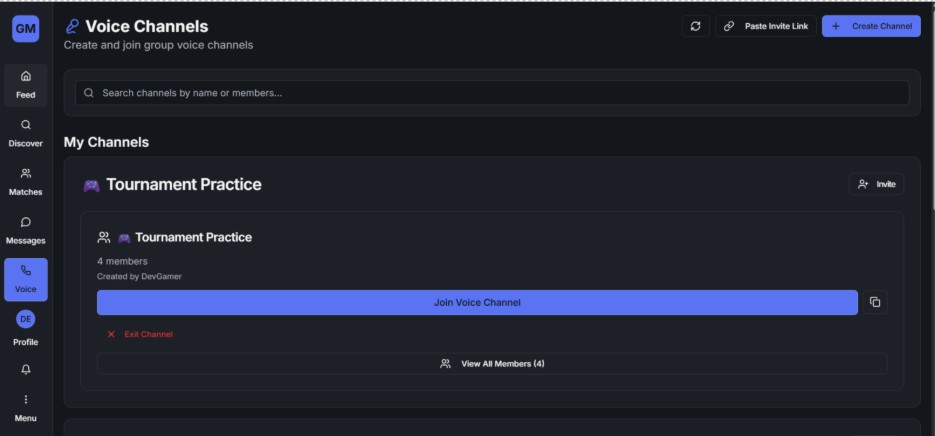 GM
Feed
Discover
Matches
Messages
Voice
DE
Profile
Menu
Voice Channels
Create and join group voice channels
Paste Invite Link
+ Create Channel
Search channels by name or members...
My Channels
Tournament Practice
Invite
Tournament Practice
4 members
Created by DevGamer
Join Voice Channel
Exit Channel
View All Members (4)